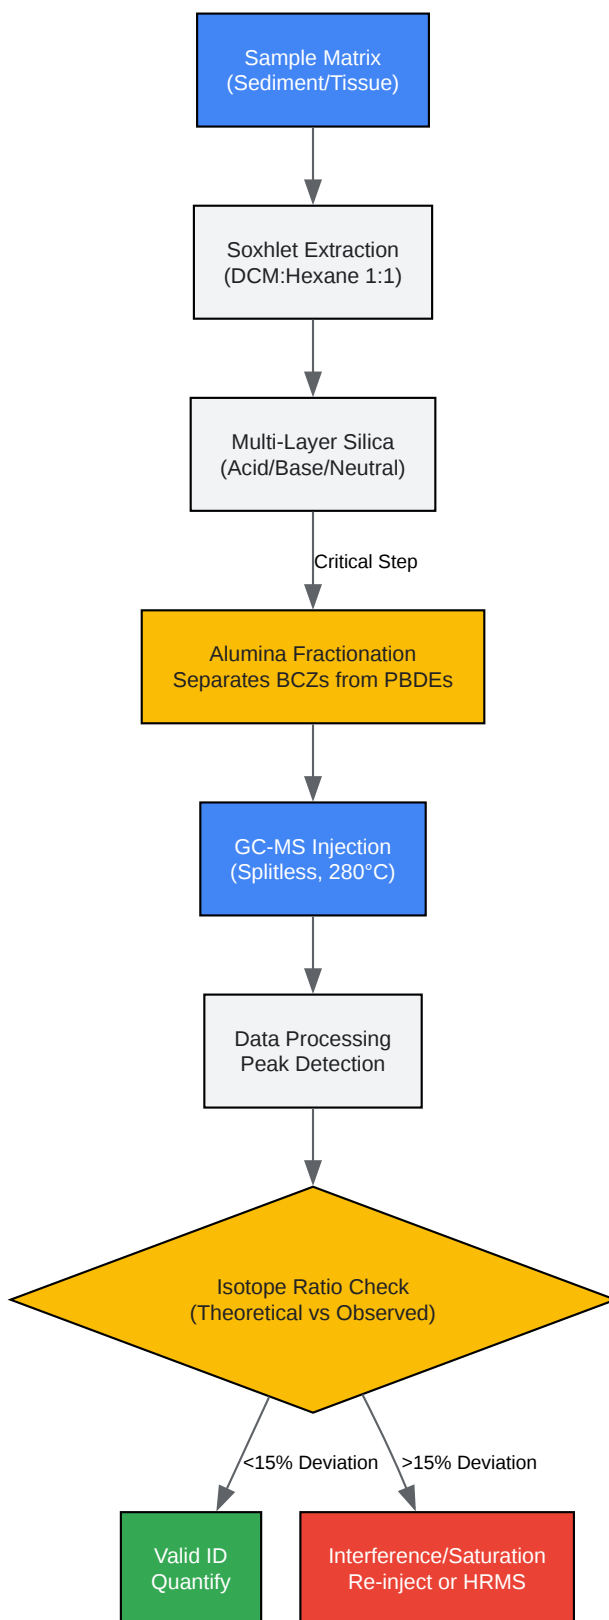 Sample Matrix
(Sediment/Tissue)
Soxhlet Extraction
(DCM:Hexane 1:1)
Multi-Layer Silica
(Acid/Base/Neutral)
Critical Step
Alumina Fractionation
Separates BCZs from PBDEs
GC-MS Injection
(Splitless, 280°C)
Data Processing
Peak Detection
Isotope Ratio Check
(Theoretical vs Observed)
<15% Deviation
>15% Deviation
Valid ID
Quantify
Interference/Saturation
Re-inject or HRMS